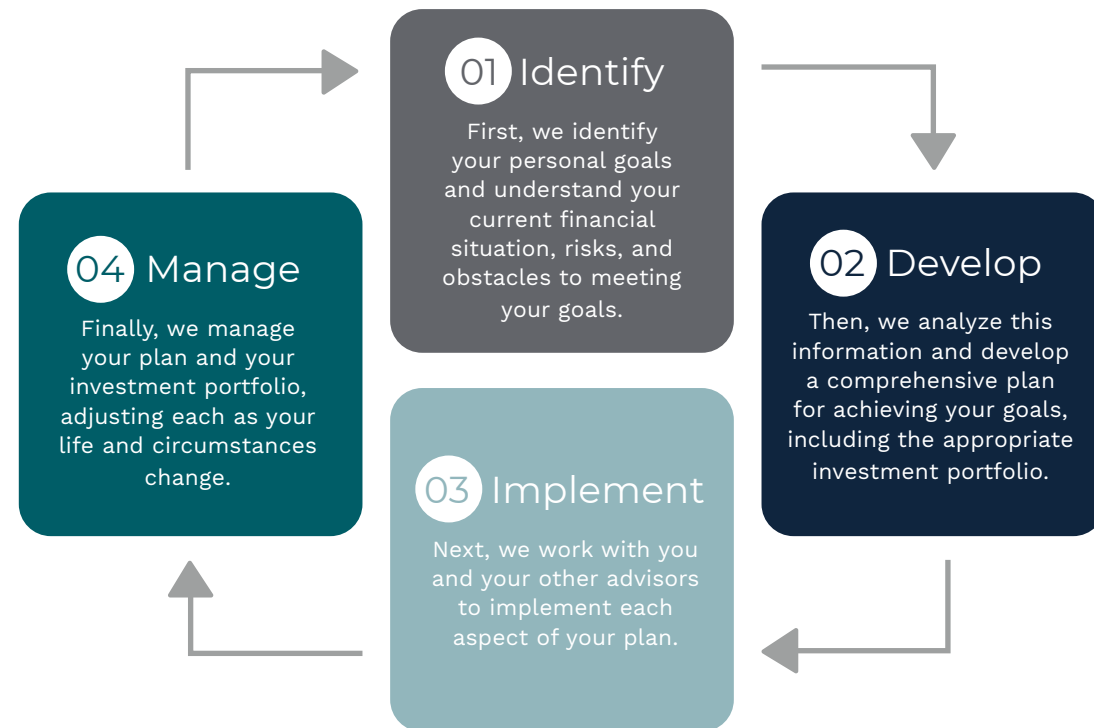 01 Identify
First, we identify
your personal goals
and understand your
current financial
situation, risks, and
obstacles to meeting
your goals.
02 Develop
Then, we analyze this
information and develop
a comprehensive plan
for achieving your goals,
including the appropriate
investment portfolio.
03 Implement
Next, we work with you
and your other advisors
to implement each
aspect of your plan.
04 Manage
Finally, we manage
your plan and your
investment portfolio,
adjusting each as your
life and circumstances
change.